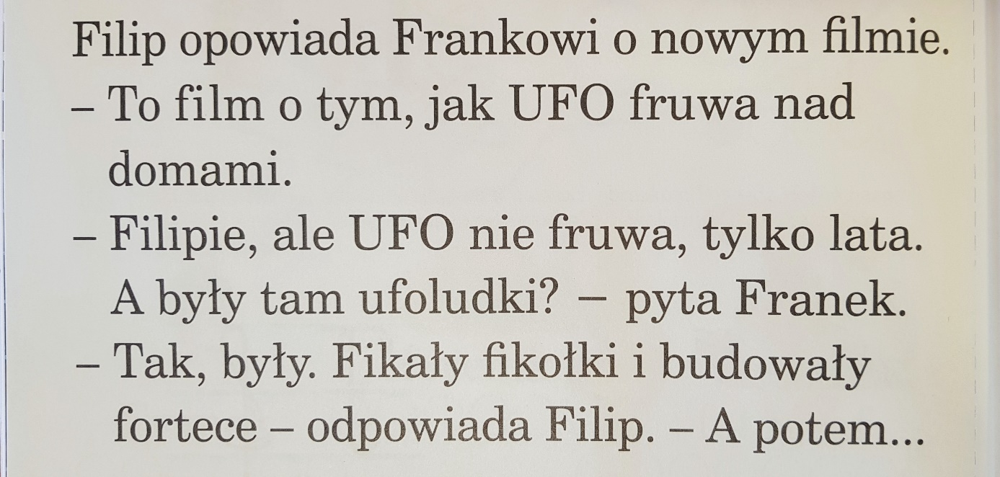 Filip opowiada Frankowi o nowym filmie.
– To film o tym, jak UFO fruwa nad
domami.
– Filipie, ale UFO nie fruwa, tylko lata.
A były tam ufoludki? – pyta Franek.
– Tak, były. Fikały fikołki i budowały
fortece – odpowiada Filip. – A potem...